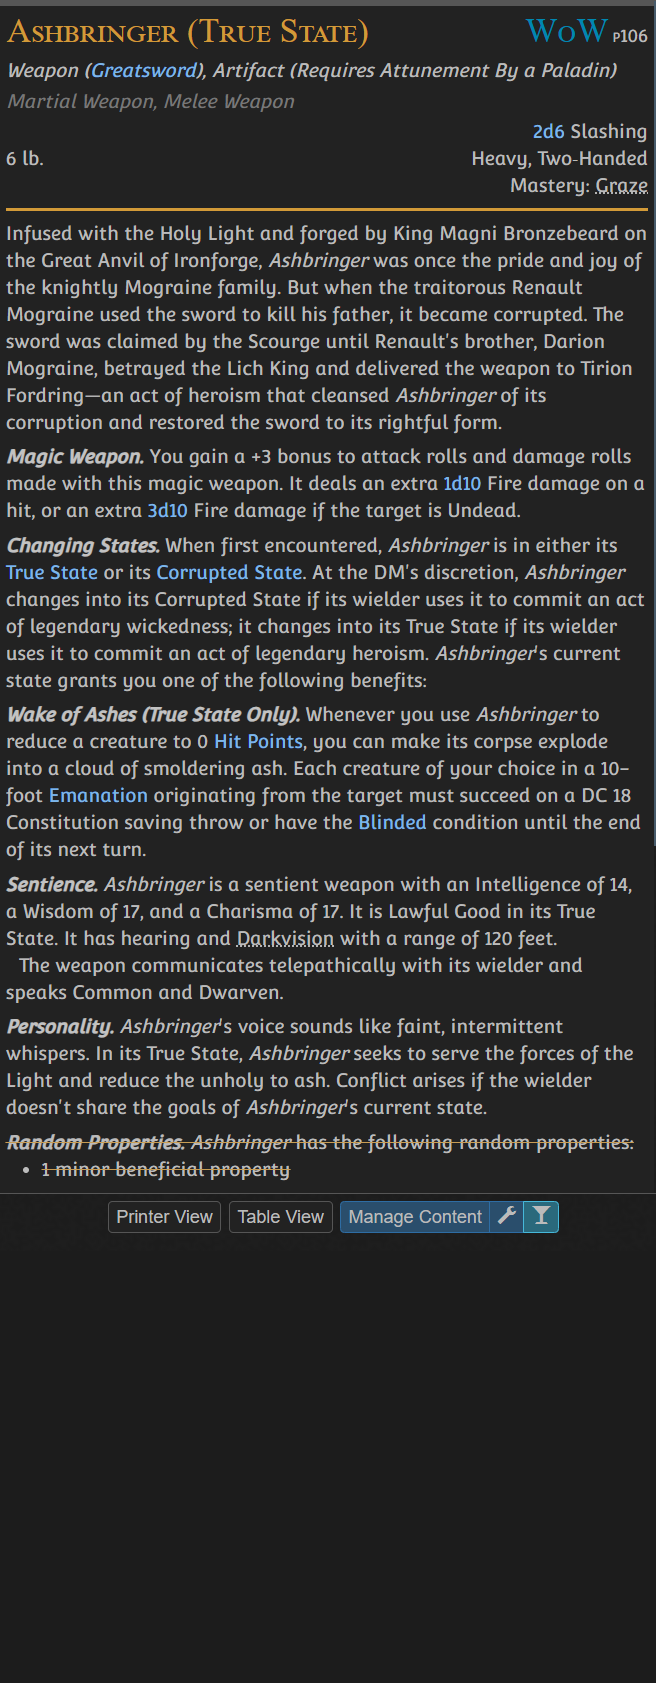 Ashbringer (True State) WoW p106
Weapon (Greatsword), Artifact (Requires Attunement By a Paladin)
Martial Weapon, Melee Weapon
2d6 Slashing
6 lb. Heavy, Two-Handed
Mastery: Graze
Infused with the Holy Light and forged by King Magni Bronzebeard on
the Great Anvil of Ironforge, Ashbringer was once the pride and joy of
the knightly Mograine family. But when the traitorous Renault
Mograine used the sword to kill his father, it became corrupted. The
sword was claimed by the Scourge until Renault's brother, Darion
Mograine, betrayed the Lich King and delivered the weapon to Tirion
Fordring—an act of heroism that cleansed Ashbringer of its
corruption and restored the sword to its rightful form.
Magic Weapon. You gain a +3 bonus to attack rolls and damage rolls
made with this magic weapon. It deals an extra 1d10 Fire damage on a
hit, or an extra 3d10 Fire damage if the target is Undead.
Changing States. When first encountered, Ashbringer is in either its
True State or its Corrupted State. At the DM's discretion, Ashbringer
changes into its Corrupted State if its wielder uses it to commit an act
of legendary wickedness; it changes into its True State if its wielder
uses it to commit an act of legendary heroism. Ashbringer's current
state grants you one of the following benefits:
Wake of Ashes (True State Only). Whenever you use Ashbringer to
reduce a creature to 0 Hit Points, you can make its corpse explode
into a cloud of smoldering ash. Each creature of your choice in a 10-
foot Emanation originating from the target must succeed on a DC 18
Constitution saving throw or have the Blinded condition until the end
of its next turn.
Sentience. Ashbringer is a sentient weapon with an Intelligence of 14,
a Wisdom of 17, and a Charisma of 17. It is Lawful Good in its True
State. It has hearing and Darkvision with a range of 120 feet.
The weapon communicates telepathically with its wielder and
speaks Common and Dwarven.
Personality. Ashbringer's voice sounds like faint, intermittent
whispers. In its True State, Ashbringer seeks to serve the forces of the
Light and reduce the unholy to ash. Conflict arises if the wielder
doesn't share the goals of Ashbringer's current state.
Random Properties. Ashbringer has the following random properties:
• 1 minor beneficial property
Printer View Table View Manage Content